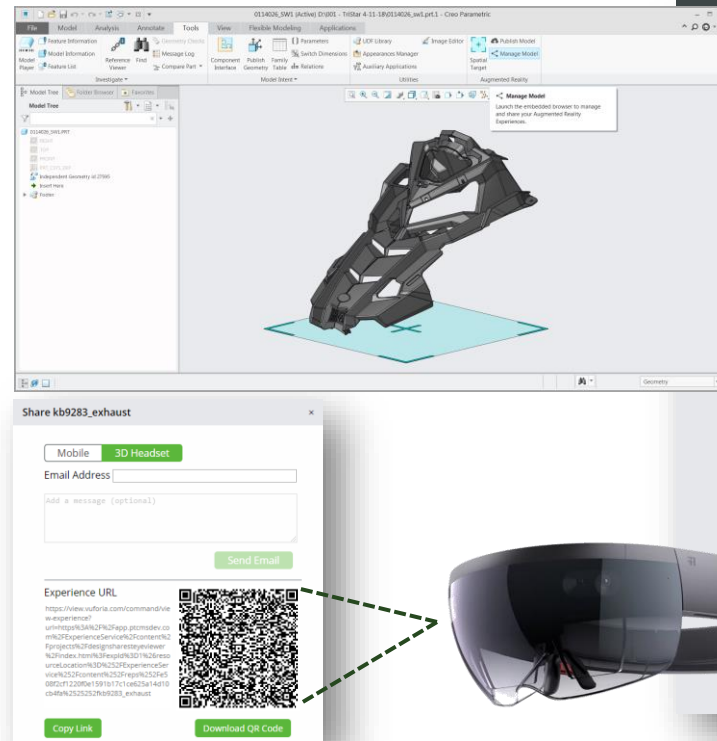 0114026_SW1 (Active) D:\001 - TriStar 4-11-18\0114026_sw1.prt.1 - Creo Parametric
File Model Analysis Annotate Tools View Flexible Modeling Applications
Model Player
Feature Information
Model Information
Feature List
Reference Viewer
Find
Geometry Checks
Message Log
Compare Part
Investigate
Component Interface
Publish Geometry
Family Table
Parameters
Switch Dimensions
d= Relations
Model Intent
UDF Library
Appearances Manager
Auxiliary Applications
Image Editor
Utilities
Spatial Target
Publish Model
Manage Model
Augmented Reality
Model Tree Folder Browser Favorites
Model Tree
0114026_SW1.PRT
RIGHT
TOP
FRONT
PRT_CSYS_DEF
Insert Here
Footer
Manage Model
Launch the embedded browser to manage
and share your Augmented Reality
Experiences.
Geometry
Share kb9283_exhaust ×
Mobile 3D Headset
Email Address
Add a message (optional)
Send Email
Experience URL
https://view.vuforia.com/command/vie
w-experience?
url=https%3A%2F%2Fapp.ptcmsdev.co
m%2FExperienceService%2Fcontent%2
Fprojects%2Fdesignshareesteyeviewer
%2Findex.html%3FexpId%3D1%26reso
urceLocation%3D%252FExperienceSer
vice%252Fcontent%252Freps%252Fe5
08f2cf1220f0e1591b17c1ce625a14d10
cb4fa%2525252fkb9283_exhaust
Copy Link Download QR Code